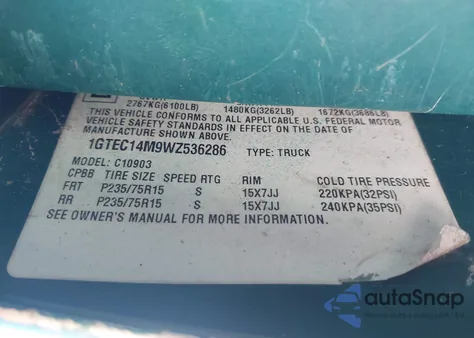 2767KG(6100LB) 1480KG(3262LB) 1672KG(3686LB)
THIS VEHICLE CONFORMS TO ALL APPLICABLE U.S. FEDERAL MOTOR
VEHICLE SAFETY STANDARDS IN EFFECT ON THE DATE OF
MANUFACTURE SHOWN ABOVE.
1GTEC14M9WZ536286 TYPE: TRUCK
MODEL: C10903
CPBB TIRE SIZE SPEED RTG RIM COLD TIRE PRESSURE
FRT P235/75R15 S 15X7JJ 220KPA(32PSI)
RR P235/75R15 S 15X7JJ 240KPA(35PSI)
SEE OWNER'S MANUAL FOR MORE INFORMATION.
autoSnap